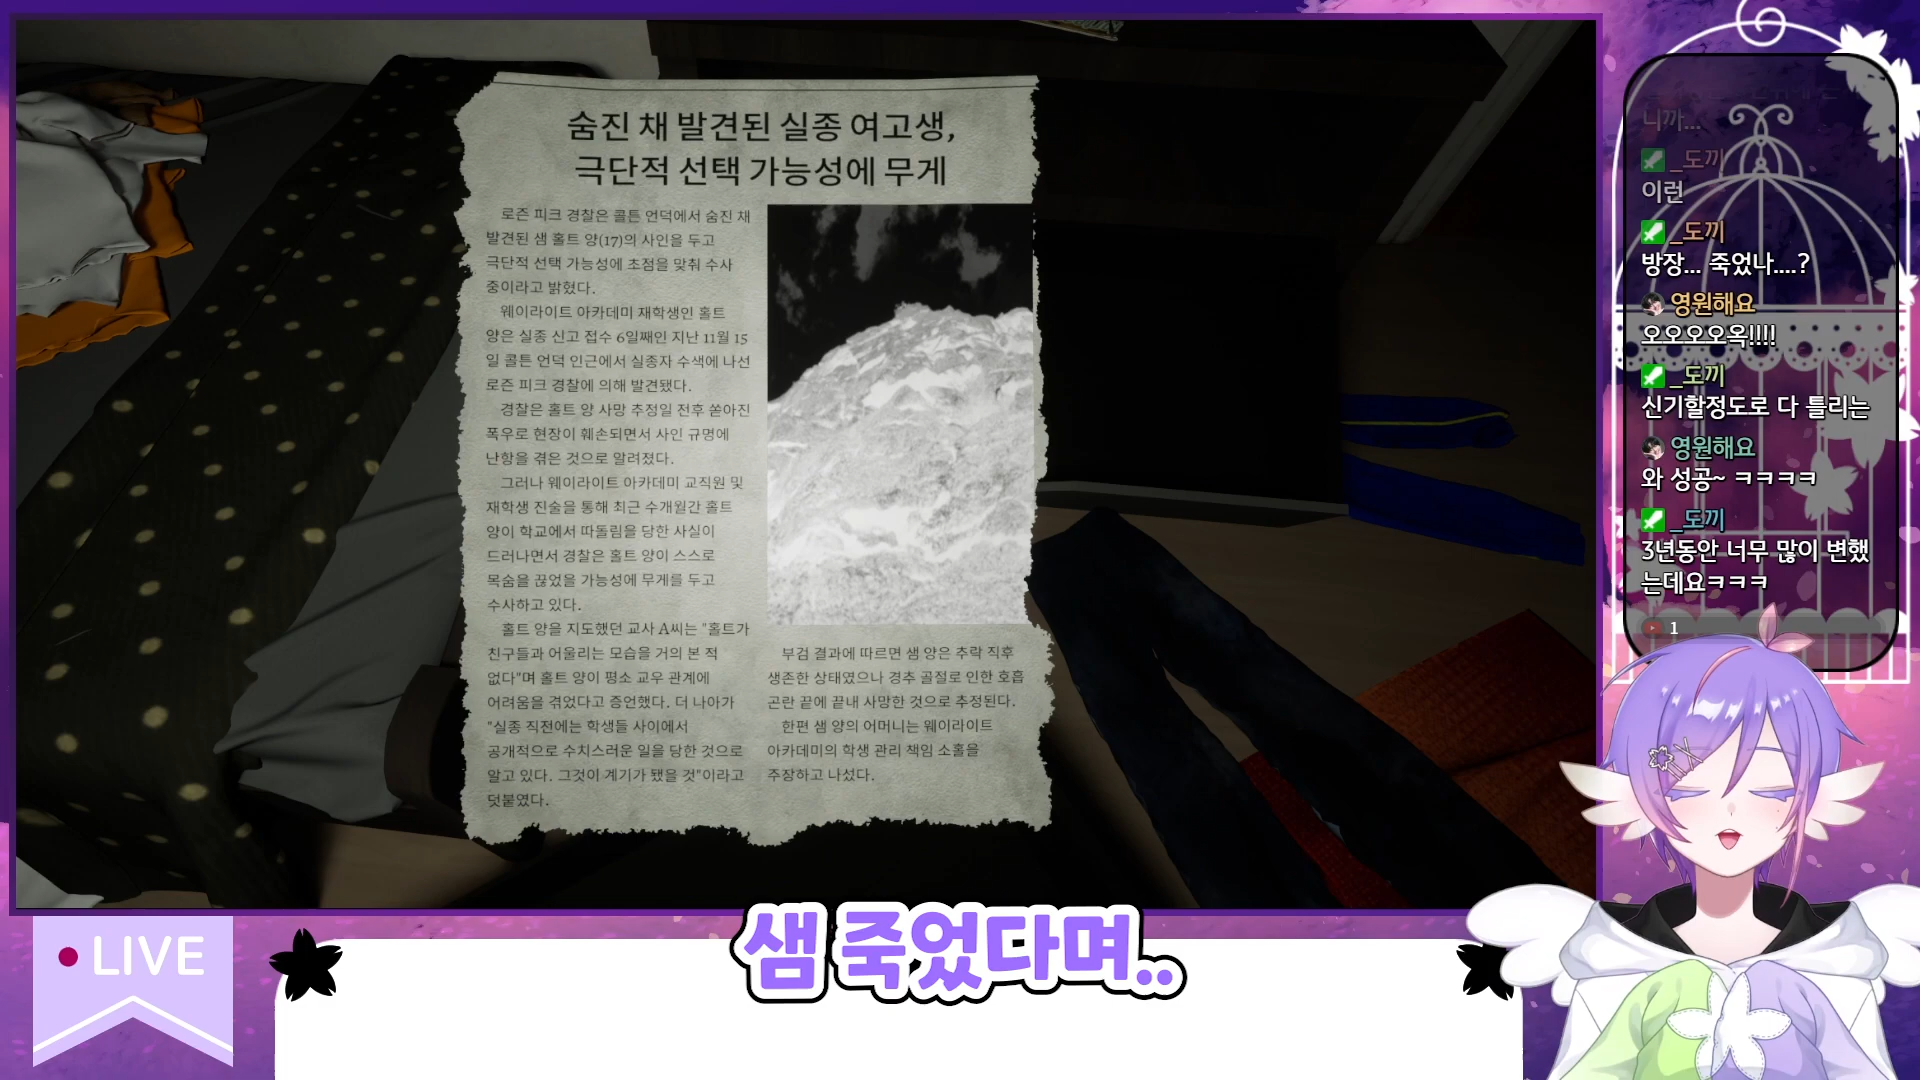 숨진 채 발견된 실종 여고생,
극단적 선택 가능성에 무게
로즌 피크 경찰은 콜튼 언덕에서 숨진 채
발견된 샘 홀트 양(17)의 사인을 두고
극단적 선택 가능성에 초점을 맞춰 수사
중이라고 밝혔다.
웨이라이트 아카데미 재학생인 홀트
양은 실종 신고 접수 6일째인 지난 11월 15
일 콜튼 언덕 인근에서 실종자 수색에 나선
로즌 피크 경찰에 의해 발견됐다.
경찰은 홀트 양 사망 추정일 전후 쏟아진
폭우로 현장이 훼손되면서 사인 규명에
난항을 겪은 것으로 알려졌다.
그러나 웨이라이트 아카데미 교직원 및
재학생 진술을 통해 최근 수개월간 홀트
양이 학교에서 따돌림을 당한 사실이
드러나면서 경찰은 홀트 양이 스스로
목숨을 끊었을 가능성에 무게를 두고
수사하고 있다.
홀트 양을 지도했던 교사 A씨는 "홀트가
친구들과 어울리는 모습을 거의 본 적
없다"며 홀트 양이 평소 교우 관계에
어려움을 겪었다고 증언했다. 더 나아가
"실종 직전에는 학생들 사이에서
공개적으로 수치스러운 일을 당한 것으로
알고 있다. 그것이 계기가 됐을 것"이라고
덧붙였다.
부검 결과에 따르면 샘 양은 추락 직후
생존한 상태였으나 경추 골절로 인한 호흡
곤란 끝에 끝내 사망한 것으로 추정된다.
한편 샘 양의 어머니는 웨이라이트
아카데미의 학생 관리 책임 소홀을
주장하고 나섰다.
니까...
_도끼
이런
_도끼
방장... 죽었나....?
영원해요
오오오오옥!!!!
_도끼
신기할정도로 다 틀리는
영원해요
와 성공~ ㅋㅋㅋㅋ
_도끼
3년동안 너무 많이 변했
는데요ㅋㅋㅋ
1
LIVE
샘 죽었다며..